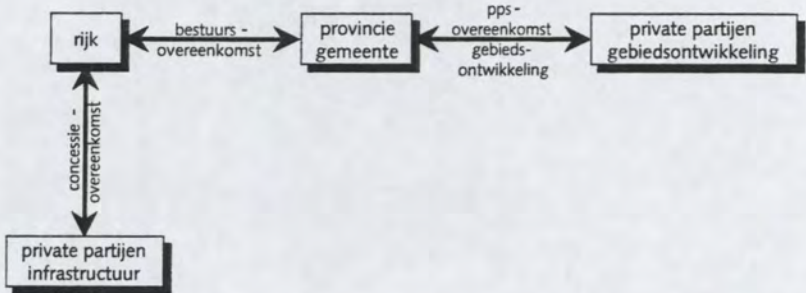 rijk
bestuurs -
overeenkomst
provincie
gemeente
pps -
overeenkomst
gebieds-
ontwikkeling
private partijen
gebiedsontwikkeling
concessie -
overeenkomst
private partijen
infrastructuur